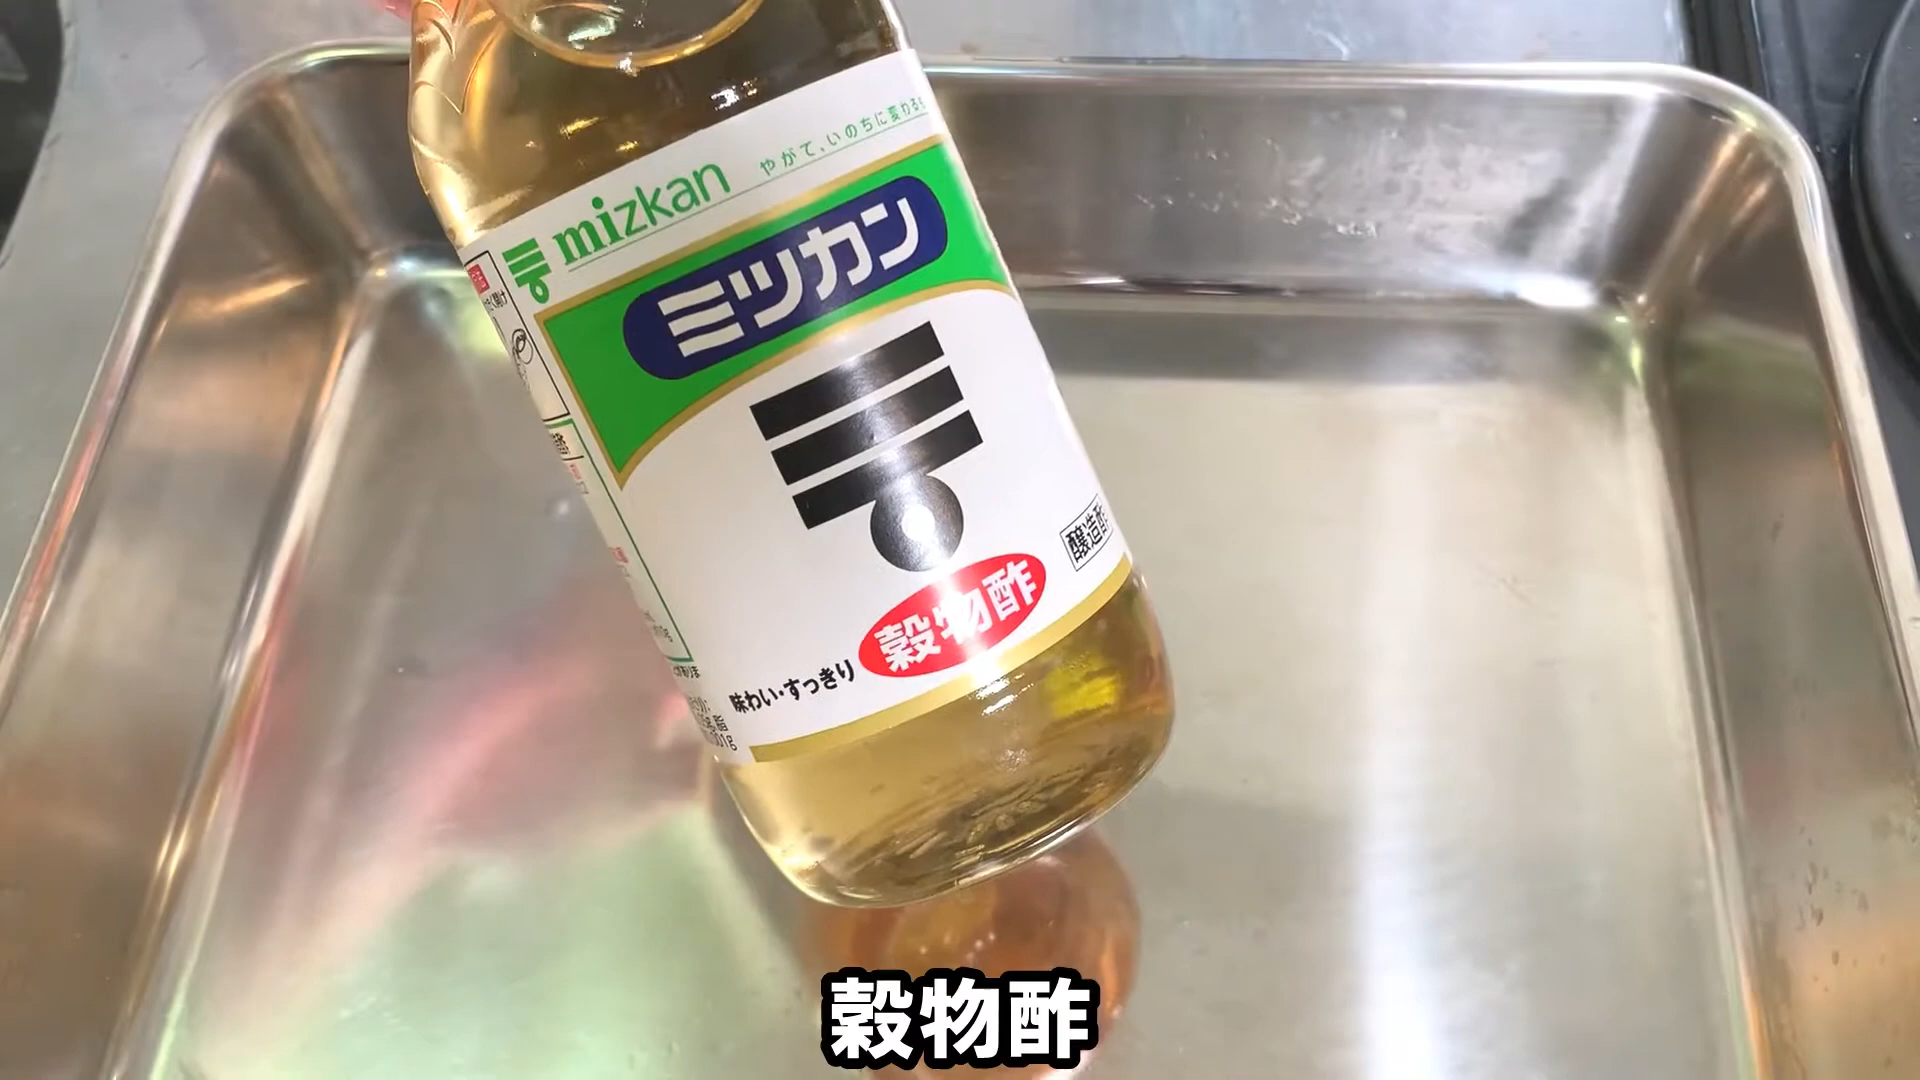 mizkan
やがて、いのちに変わるも
ミツカン
醸造酢
穀物酢
味わい・すっきり
穀物酢